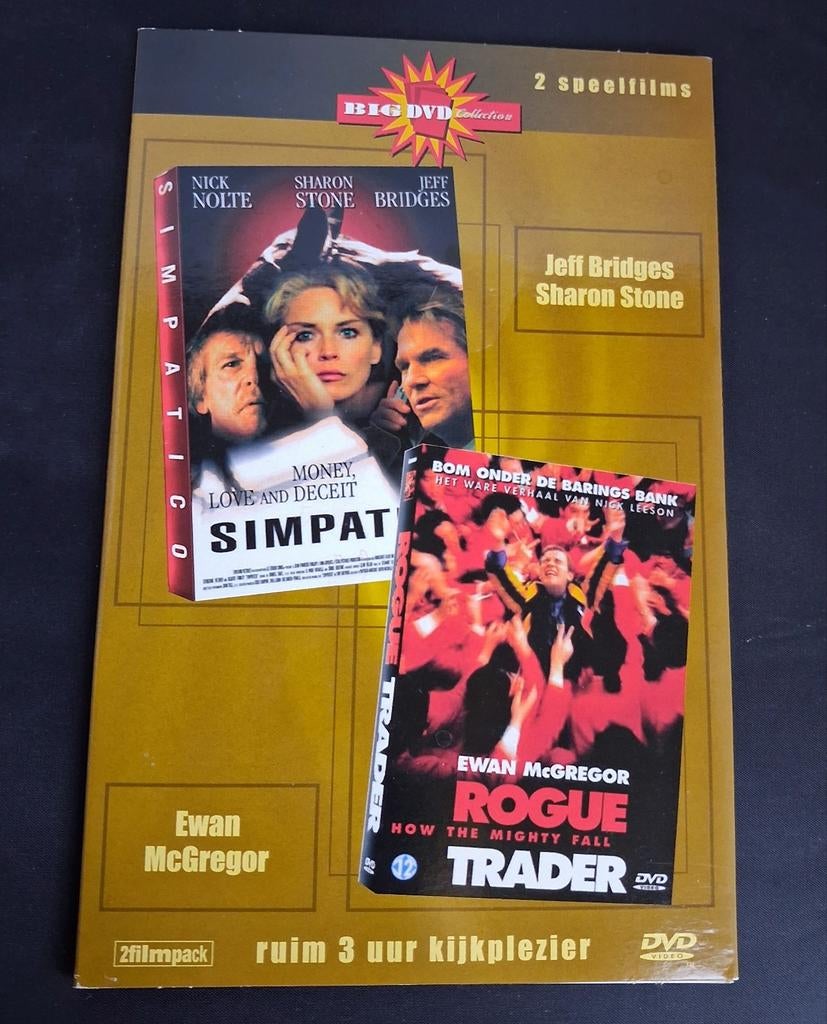 2 speelfilms
BIG DVD Collection
NICK NOLTE
SHARON STONE
JEFF BRIDGES
SIMPATICO
Jeff Bridges
Sharon Stone
MONEY,
LOVE AND DECEIT
SIMPATI
BOM ONDER DE BARINGS BANK
HET WARE VERHAAL VAN NICK LEESON
ROGUE TRADER
EWAN McGREGOR
ROGUE
HOW THE MIGHTY FALL
TRADER
DVD
12
DVD
VIDEO
Ewan
McGregor
2filmpack
ruim 3 uur kijkplezier
DVD
VIDEO